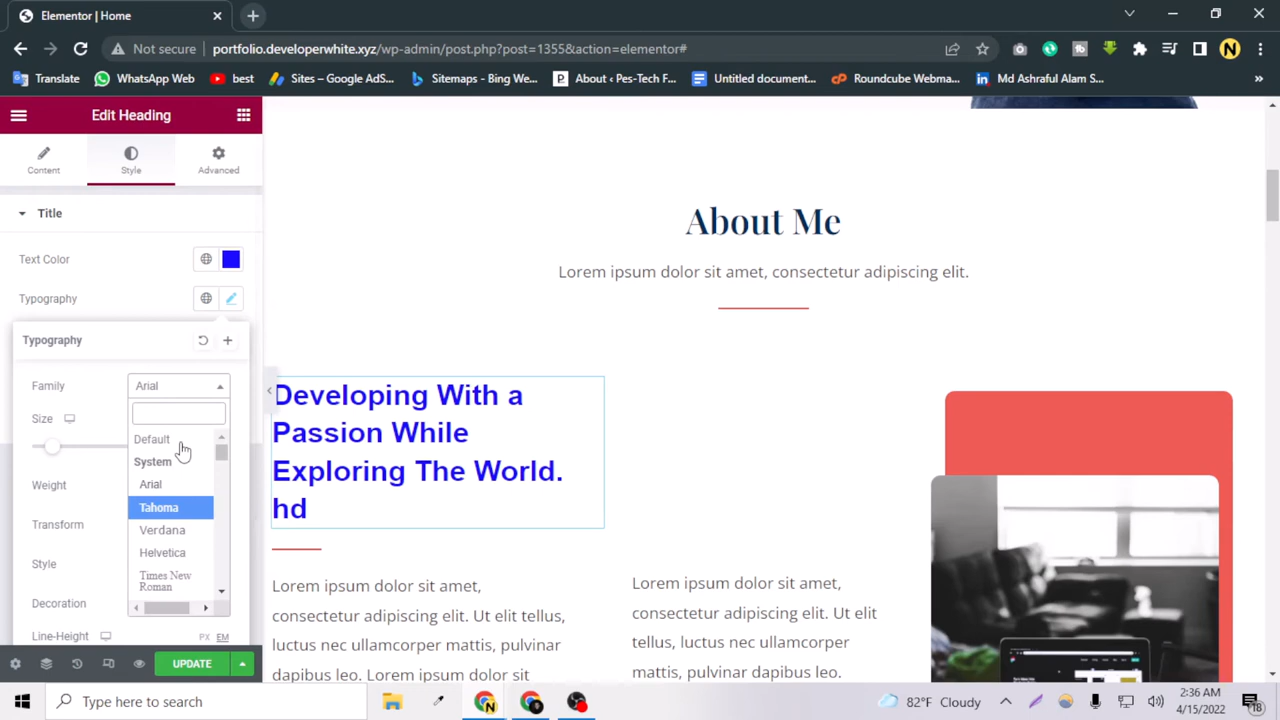 Elementor | Home
Not secure
portfolio.developerwhite.xyz/wp-admin/post.php?post=1355&action=elementor#
N
Translate
WhatsApp Web
best
Sites – Google AdS...
Sitemaps - Bing We...
About ‹ Pes-Tech F...
Untitled document...
Roundcube Webma...
Md Ashraful Alam S...
»
Edit Heading
Content
Style
Advanced
Title
Text Color
Typography
Typography
Family
Arial
Size
Default
System
Arial
Tahoma
Verdana
Helvetica
Times New
Roman
Weight
Transform
Style
Decoration
Line-Height
PX EM
UPDATE
About Me
Lorem ipsum dolor sit amet, consectetur adipiscing elit.
Developing With a
Passion While
Exploring The World.
hd
Lorem ipsum dolor sit amet,
consectetur adipiscing elit. Ut elit tellus,
luctus nec ullamcorper mattis, pulvinar
dapibus leo. Lorem ipsum dolor sit
Lorem ipsum dolor sit amet,
consectetur adipiscing elit. Ut elit
tellus, luctus nec ullamcorper
mattis, pulvinar dapibus leo.
Type here to search
82°F Cloudy
2:36 AM
4/15/2022
18